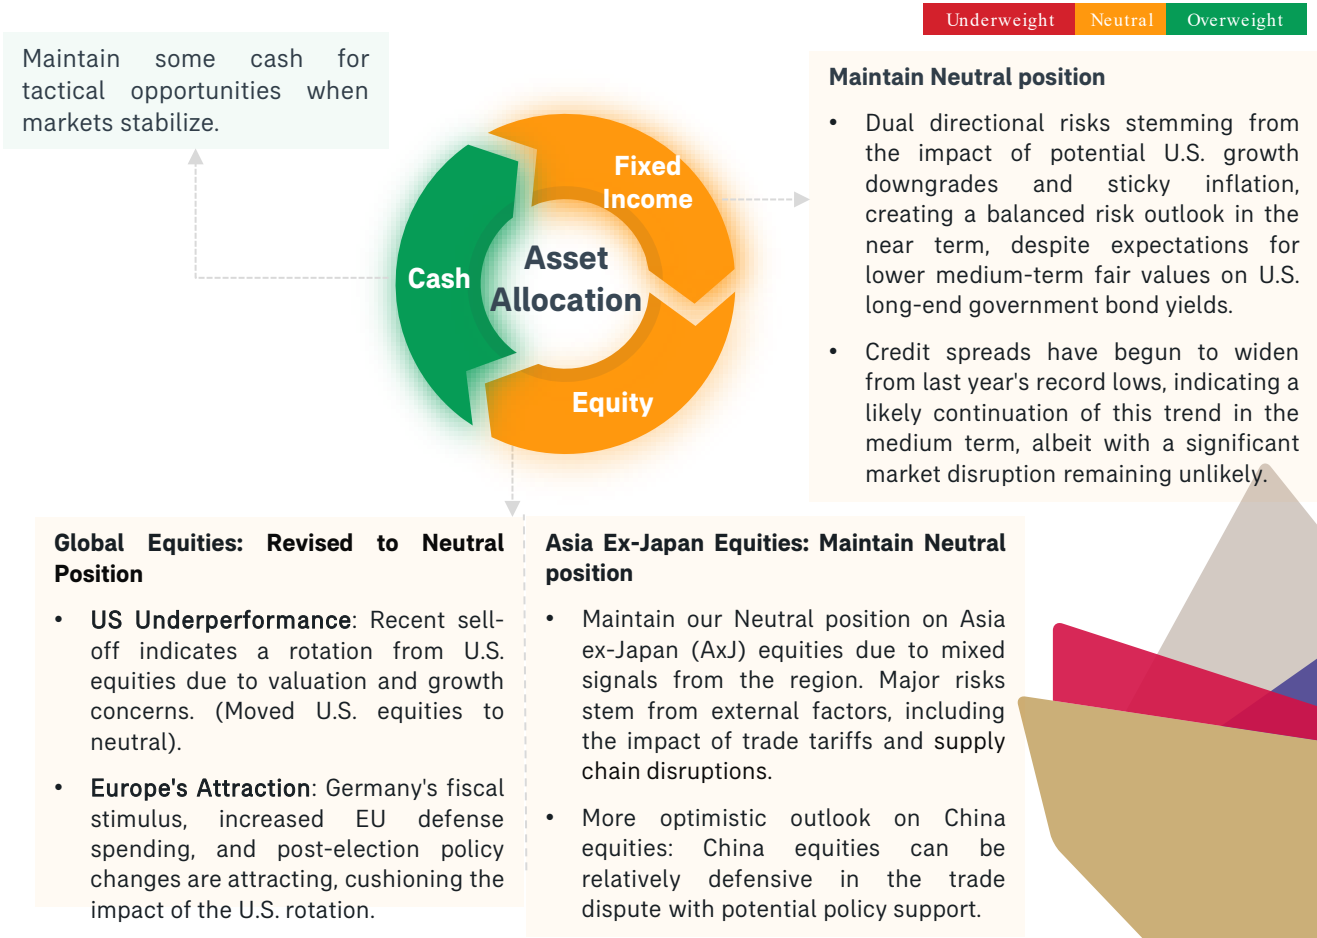 Underweight Neutral Overweight
Maintain some cash for
tactical opportunities when
markets stabilize.
Fixed
Income
Cash
Asset
Allocation
Equity
Maintain Neutral position
• Dual directional risks stemming from
the impact of potential U.S. growth
downgrades and sticky inflation,
creating a balanced risk outlook in the
near term, despite expectations for
lower medium-term fair values on U.S.
long-end government bond yields.
• Credit spreads have begun to widen
from last year's record lows, indicating a
likely continuation of this trend in the
medium term, albeit with a significant
market disruption remaining unlikely.
Global Equities: Revised to Neutral
Position
• US Underperformance: Recent sell-
off indicates a rotation from U.S.
equities due to valuation and growth
concerns. (Moved U.S. equities to
neutral).
• Europe's Attraction: Germany's fiscal
stimulus, increased EU defense
spending, and post-election policy
changes are attracting, cushioning the
impact of the U.S. rotation.
Asia Ex-Japan Equities: Maintain Neutral
position
• Maintain our Neutral position on Asia
ex-Japan (AxJ) equities due to mixed
signals from the region. Major risks
stem from external factors, including
the impact of trade tariffs and supply
chain disruptions.
• More optimistic outlook on China
equities: China equities can be
relatively defensive in the trade
dispute with potential policy support.